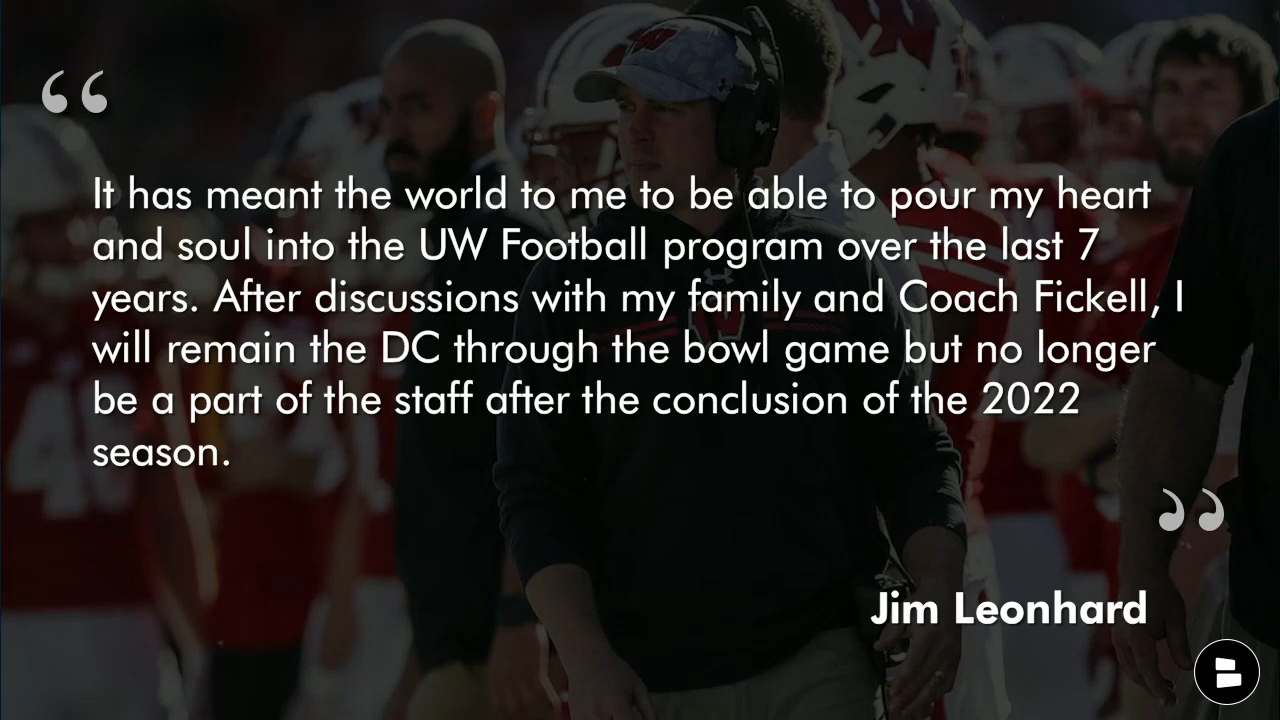 “
It has meant the world to me to be able to pour my heart
and soul into the UW Football program over the last 7
years. After discussions with my family and Coach Fickell, I
will remain the DC through the bowl game but no longer
be a part of the staff after the conclusion of the 2022
season.
”
Jim Leonhard